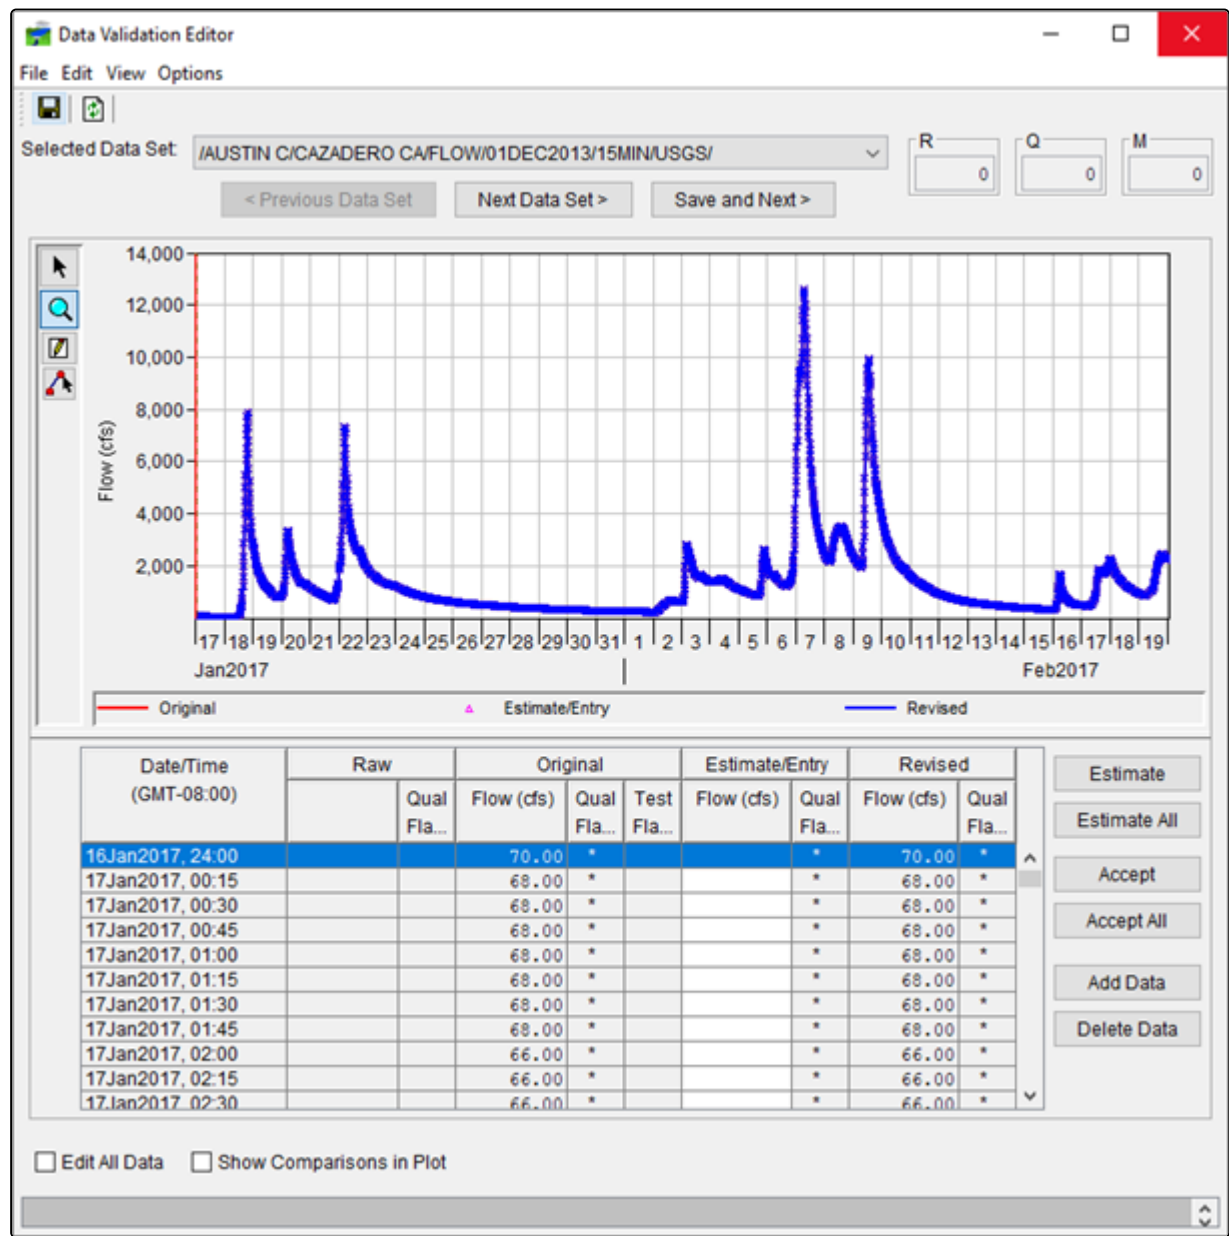 Data Validation Editor
File Edit View Options
Selected Data Set: /AUSTIN C/CAZADERO CA/FLOW/01DEC2013/15MIN/USGS/
R 0 Q 0 M 0
< Previous Data Set Next Data Set > Save and Next >
14,000
12,000
10,000
8,000
6,000
4,000
2,000
Flow (cfs)
17 18 19 20 21 22 23 24 25 26 27 28 29 30 31 1 2 3 4 5 6 7 8 9 10 11 12 13 14 15 16 17 18 19
Jan2017 Feb2017
Original Estimate/Entry Revised
Date/Time Raw Original Estimate/Entry Revised
(GMT-08:00) Qual Flow (cfs) Qual Test Flow (cfs) Qual Flow (cfs) Qual
Fla... Fla... Fla... Fla... Fla...
16Jan2017, 24:00 70.00 * * 70.00 *
17Jan2017, 00:15 68.00 * * 68.00 *
17Jan2017, 00:30 68.00 * * 68.00 *
17Jan2017, 00:45 68.00 * * 68.00 *
17Jan2017, 01:00 68.00 * * 68.00 *
17Jan2017, 01:15 68.00 * * 68.00 *
17Jan2017, 01:30 68.00 * * 68.00 *
17Jan2017, 01:45 68.00 * * 68.00 *
17Jan2017, 02:00 66.00 * * 66.00 *
17Jan2017, 02:15 66.00 * * 66.00 *
17Jan2017, 02:30 66.00 * * 66.00 *
Estimate
Estimate All
Accept
Accept All
Add Data
Delete Data
Edit All Data Show Comparisons in Plot